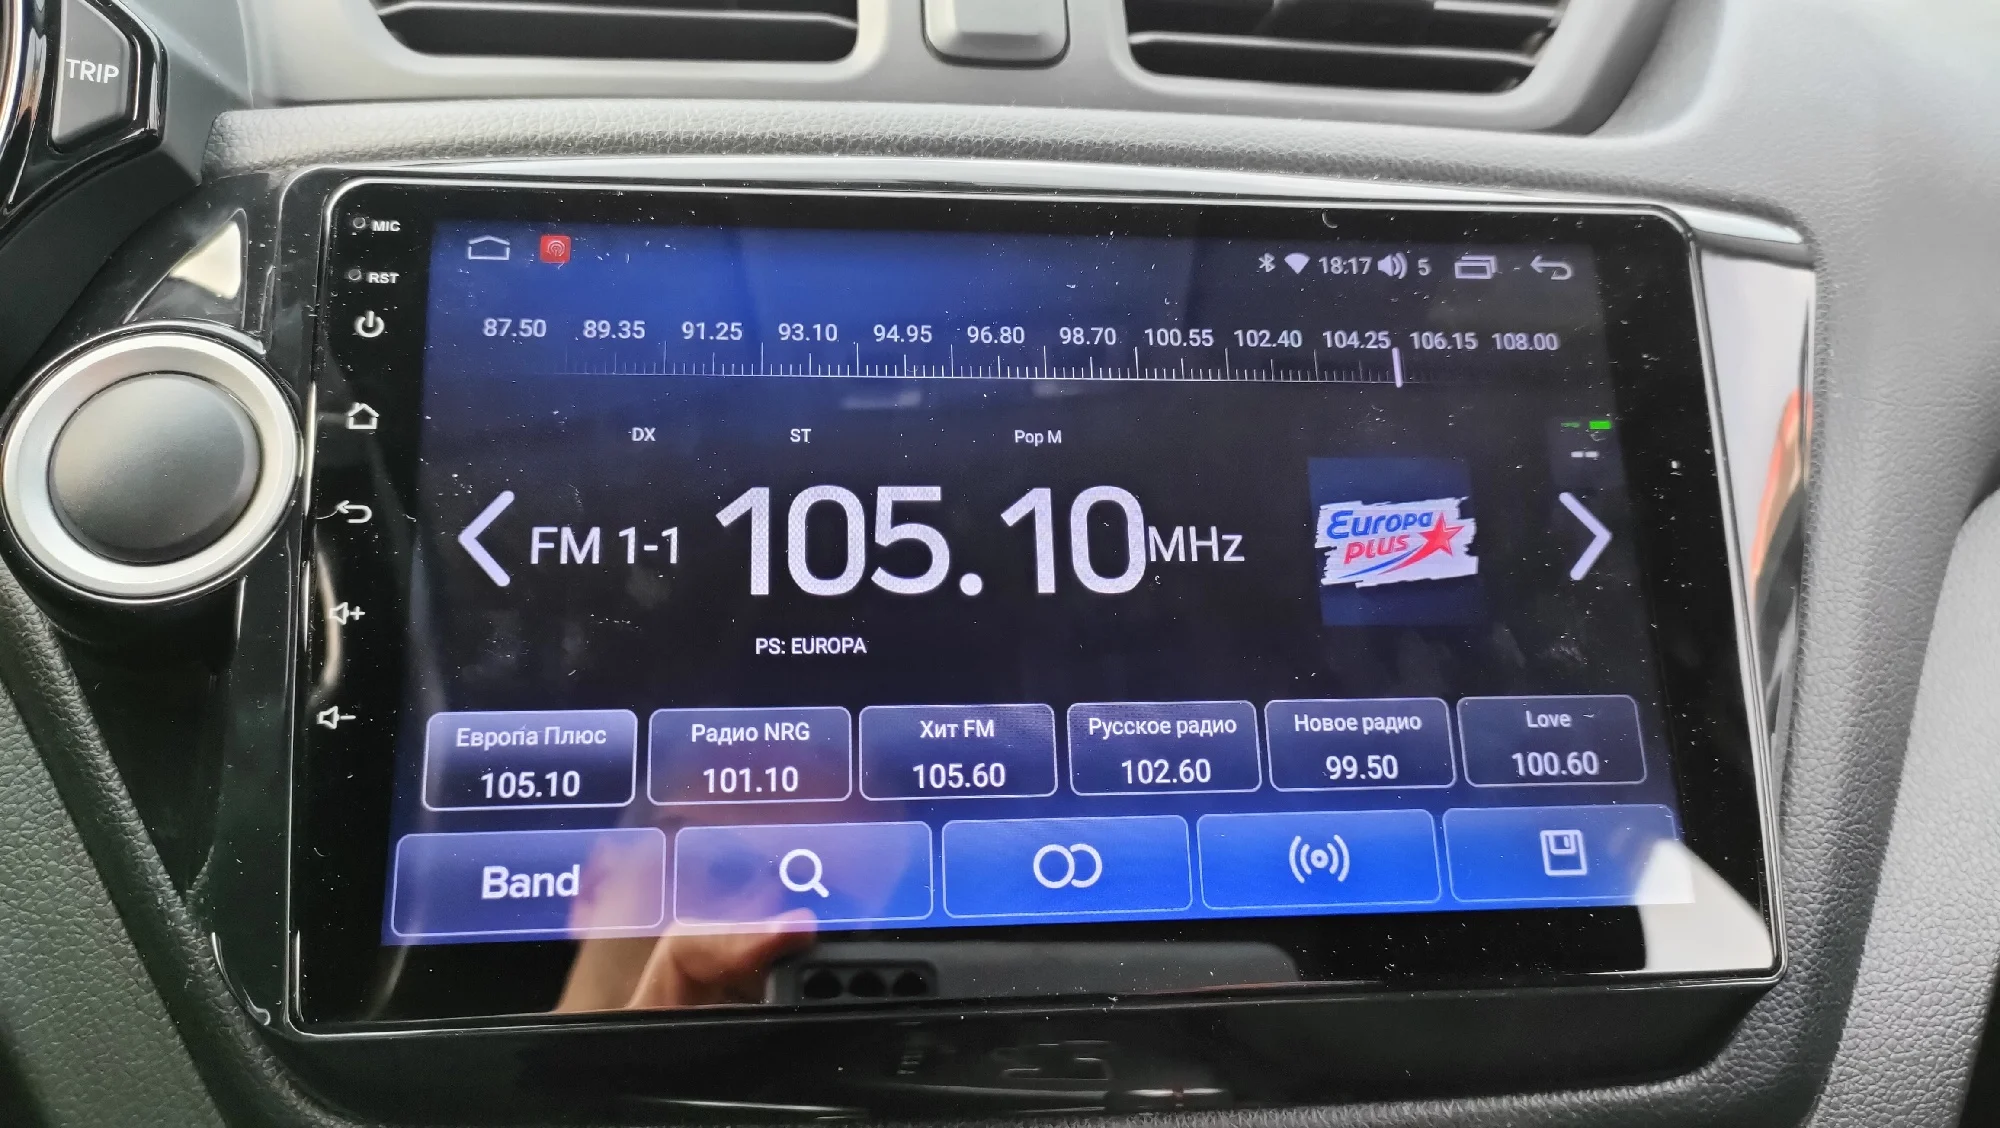 TRIP
MIC
RST
18:17 5
87.50 89.35 91.25 93.10 94.95 96.80 98.70 100.55 102.40 104.25 106.15 108.00
DX ST Pop M
FM 1-1 105.10 MHz
Europa
PLUS
PS: EUROPA
Европа Плюс Радио NRG Хит FM Русское радио Новое радио Love
105.10 101.10 105.60 102.60 99.50 100.60
Band